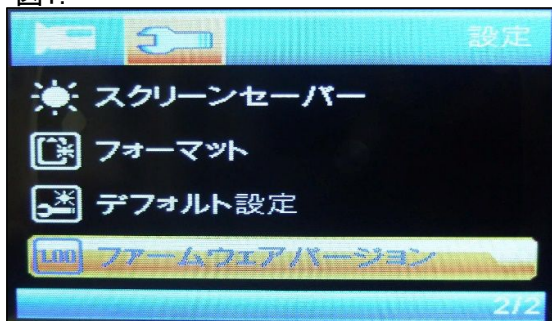 図1.
設定
スクリーンセーバー
フォーマット
デフォルト設定
1.00
ファームウェアバージョン
2/2